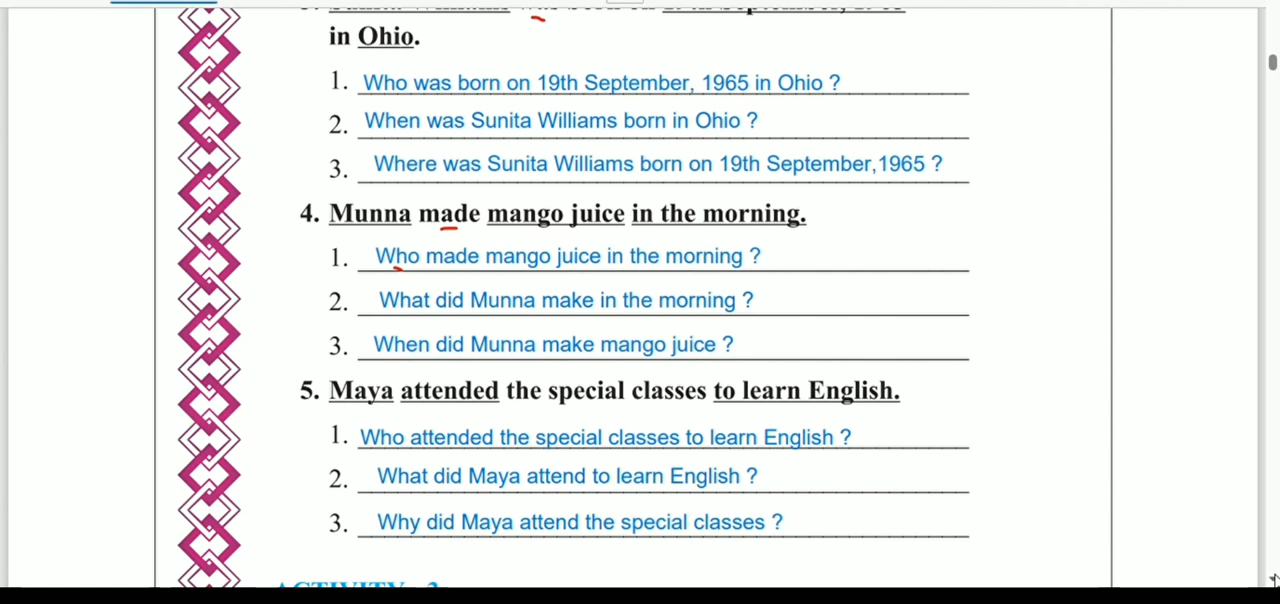 in Ohio.
1. Who was born on 19th September, 1965 in Ohio ?
2. When was Sunita Williams born in Ohio ?
3. Where was Sunita Williams born on 19th September,1965 ?
4. Munna made mango juice in the morning.
1. Who made mango juice in the morning ?
2. What did Munna make in the morning ?
3. When did Munna make mango juice ?
5. Maya attended the special classes to learn English.
1. Who attended the special classes to learn English ?
2. What did Maya attend to learn English ?
3. Why did Maya attend the special classes ?